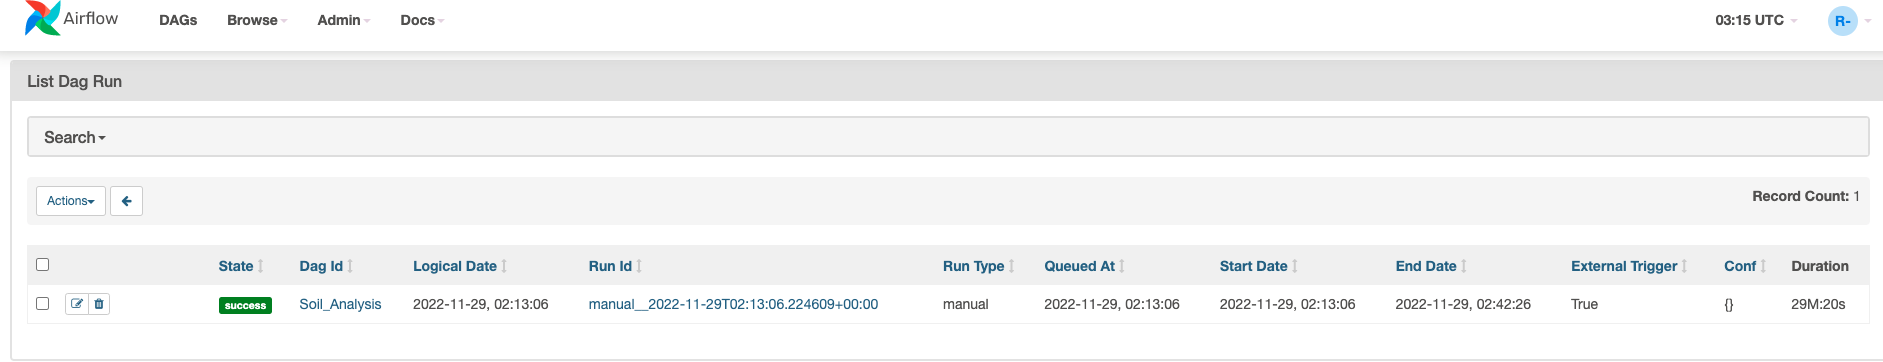 Airflow DAGs Browse Admin Docs 03:15 UTC R-
List Dag Run
Search
Actions Record Count: 1
State Dag Id Logical Date Run Id Run Type Queued At Start Date End Date External Trigger Conf Duration
success Soil_Analysis 2022-11-29, 02:13:06 manual__2022-11-29T02:13:06.224609+00:00 manual 2022-11-29, 02:13:06 2022-11-29, 02:13:06 2022-11-29, 02:42:26 True {} 29M:20s